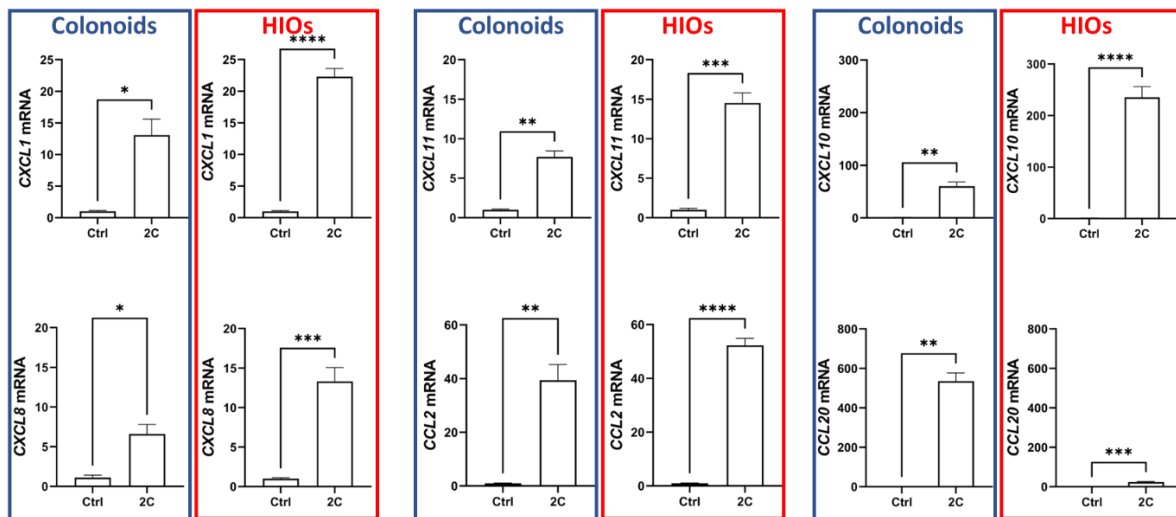 Colonoids
HIOs
Colonoids
HIOs
Colonoids
HIOs
CXCL1 mRNA
25
20
15
10
5
0
*
Ctrl 2C
CXCL1 mRNA
25
20
15
10
5
0
****
Ctrl 2C
CXCL11 mRNA
20
15
10
5
0
**
Ctrl 2C
CXCL11 mRNA
20
15
10
5
0
***
Ctrl 2C
CXCL10 mRNA
300
200
100
0
**
Ctrl 2C
CXCL10 mRNA
300
200
100
0
****
Ctrl 2C
CXCL8 mRNA
20
15
10
5
0
*
Ctrl 2C
CXCL8 mRNA
20
15
10
5
0
***
Ctrl 2C
CCL2 mRNA
60
40
20
0
**
Ctrl 2C
CCL2 mRNA
60
40
20
0
****
Ctrl 2C
CCL20 mRNA
800
600
400
200
0
**
Ctrl 2C
CCL20 mRNA
800
600
400
200
0
***
Ctrl 2C